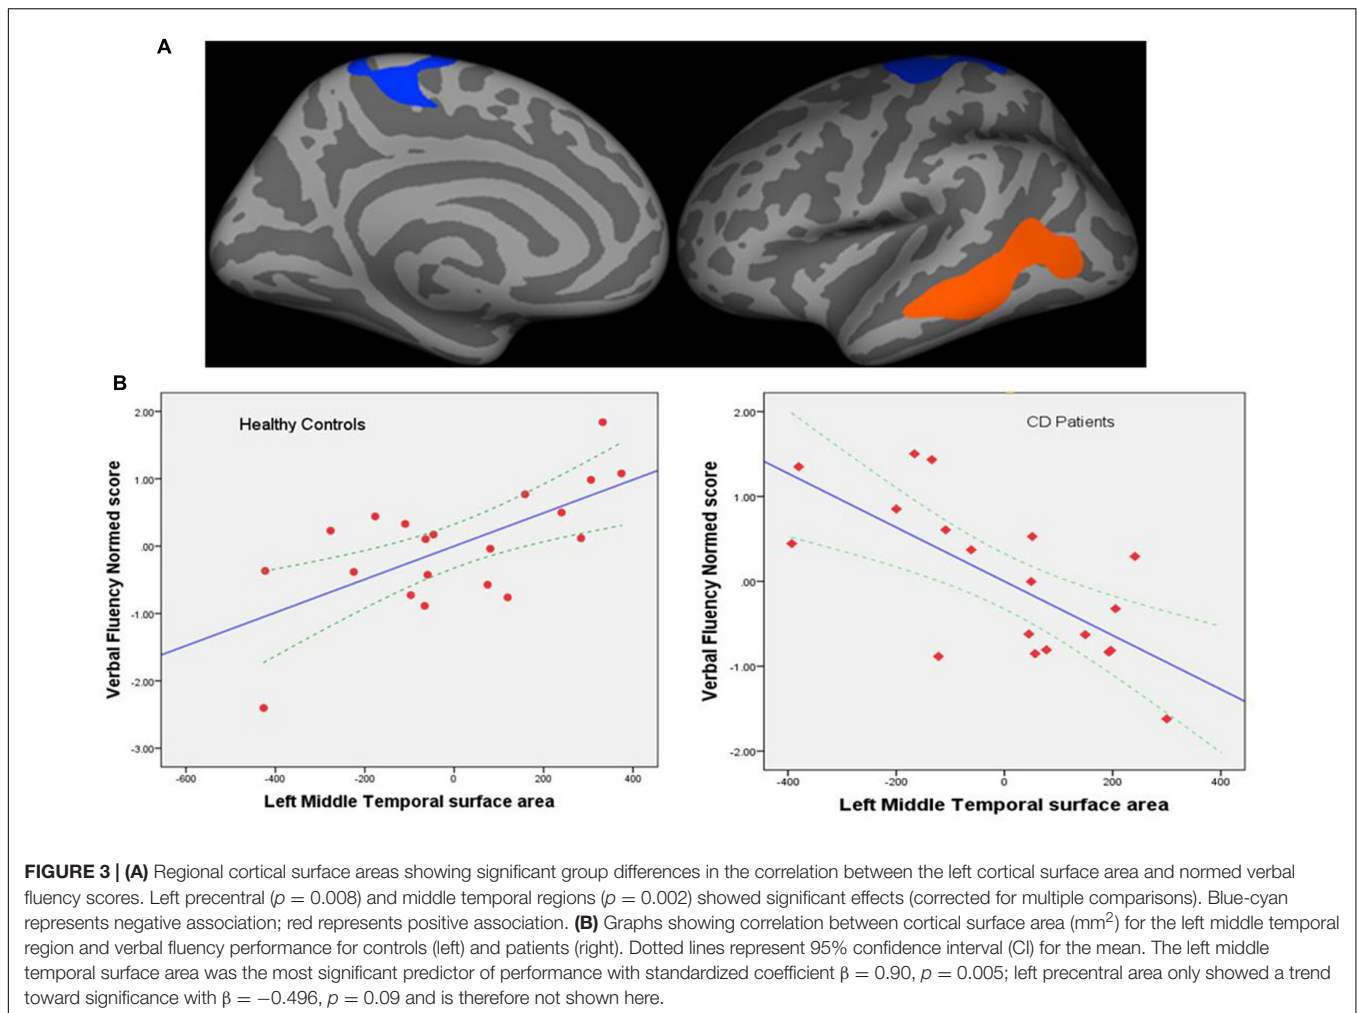 A
B
Healthy Controls
CD Patients
Verbal Fluency Normed score
2.00
1.00
.00
-1.00
-2.00
-3.00
-600
-400
-200
0
200
400
Left Middle Temporal surface area
Verbal Fluency Normed score
2.00
1.00
.00
-1.00
-2.00
-400
-200
0
200
400
Left Middle Temporal surface area
FIGURE 3 | (A) Regional cortical surface areas showing significant group differences in the correlation between the left cortical surface area and normed verbal
fluency scores. Left precentral (p = 0.008) and middle temporal regions (p = 0.002) showed significant effects (corrected for multiple comparisons). Blue-cyan
represents negative association; red represents positive association. (B) Graphs showing correlation between cortical surface area (mm²) for the left middle temporal
region and verbal fluency performance for controls (left) and patients (right). Dotted lines represent 95% confidence interval (CI) for the mean. The left middle
temporal surface area was the most significant predictor of performance with standardized coefficient β = 0.90, p = 0.005; left precentral area only showed a trend
toward significance with β = −0.496, p = 0.09 and is therefore not shown here.